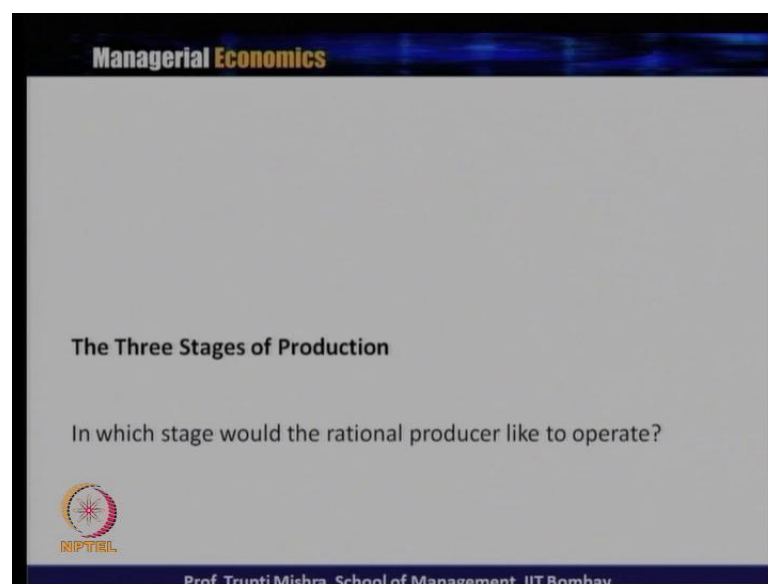 Managerial Economics
The Three Stages of Production
In which stage would the rational producer like to operate?
NPTEL
Prof. Trupti Mishra, School of Management, IIT Bombay